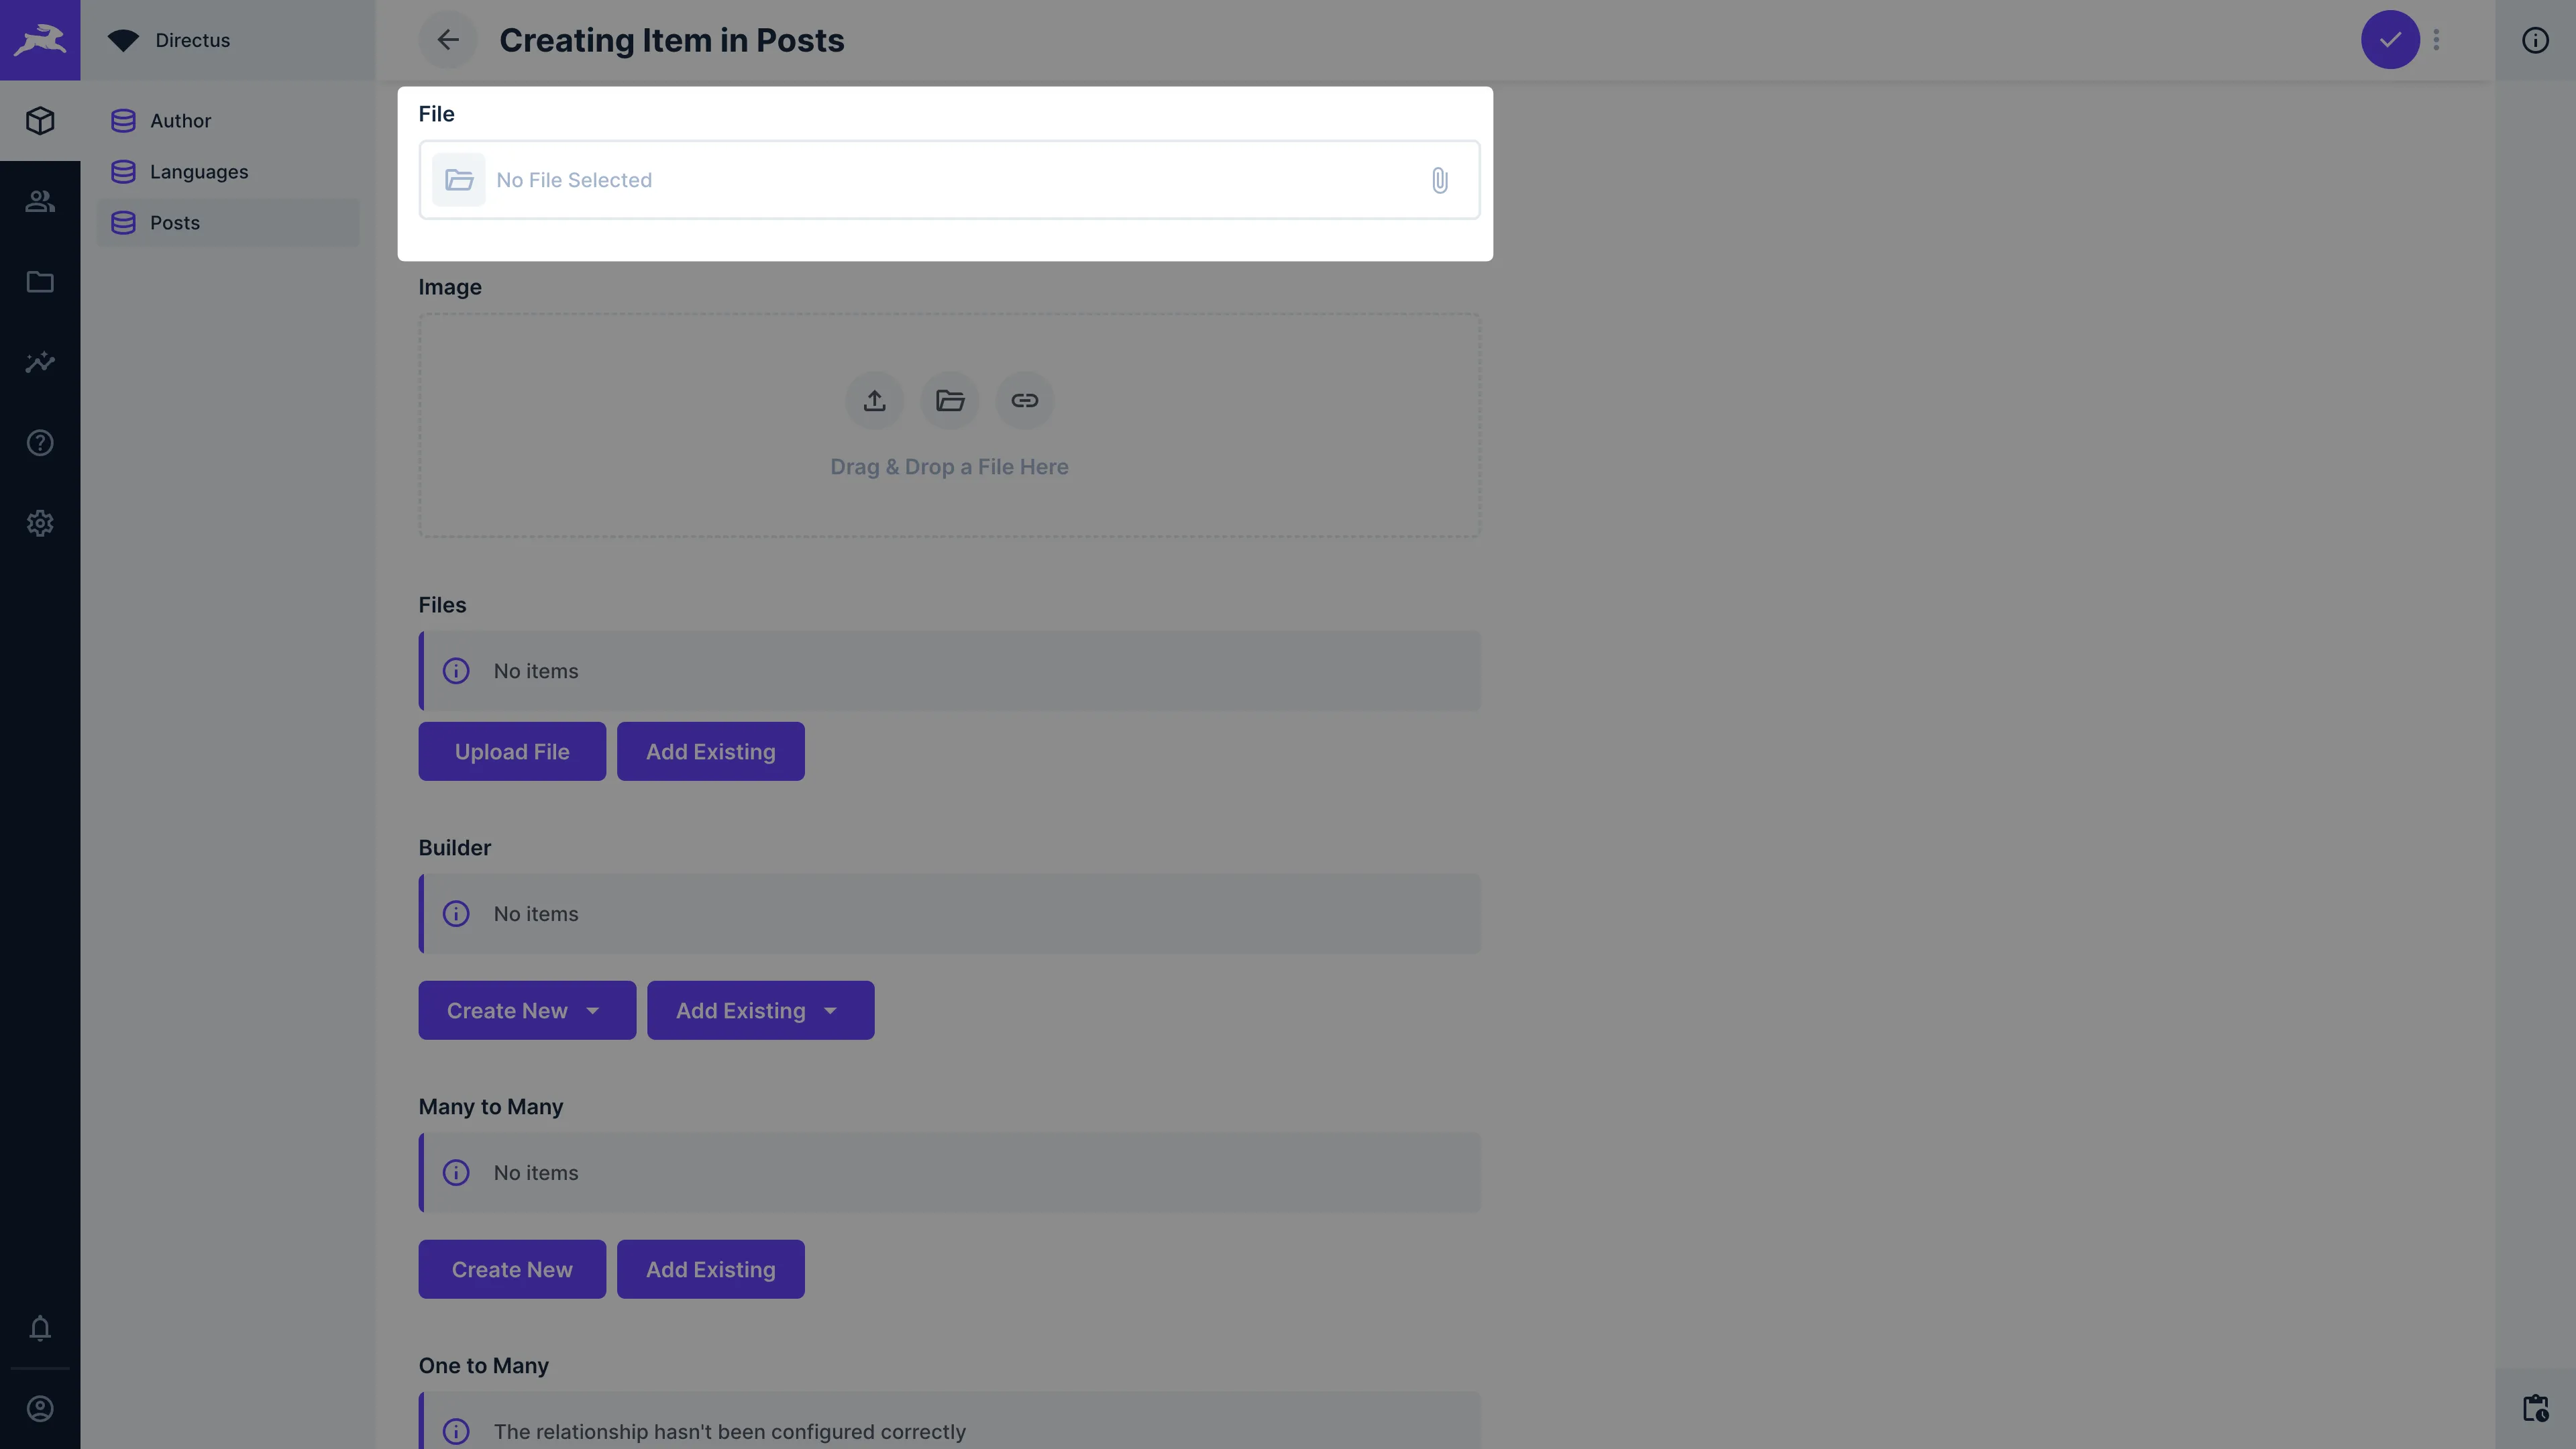 Directus
Creating Item in Posts
Author
Languages
Posts
File
No File Selected
Image
Drag & Drop a File Here
Files
No items
Upload File
Add Existing
Builder
No items
Create New
Add Existing
Many to Many
No items
Create New
Add Existing
One to Many
The relationship hasn't been configured correctly